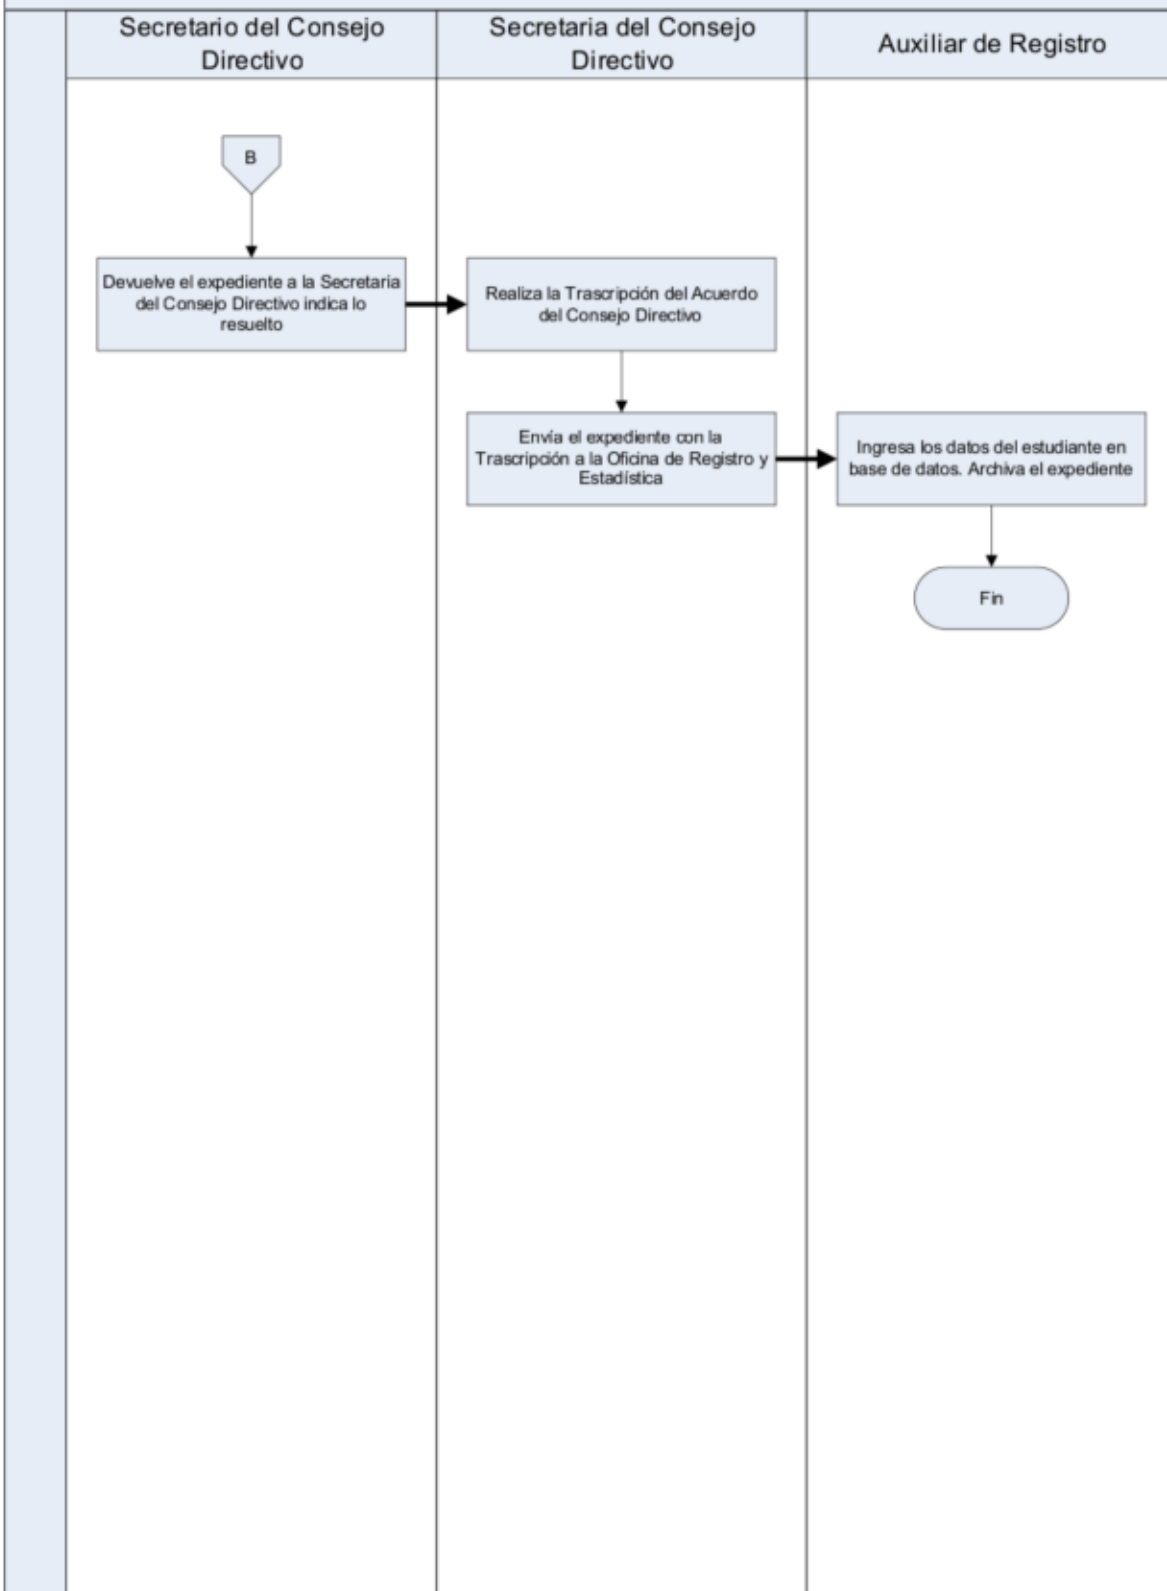 Secretario del Consejo
Directivo
Secretaria del Consejo
Directivo
Auxiliar de Registro
B
Devuelve el expediente a la Secretaria
del Consejo Directivo indica lo
resuelto
Realiza la Trascripción del Acuerdo
del Consejo Directivo
Envía el expediente con la
Trascripción a la Oficina de Registro y
Estadística
Ingresa los datos del estudiante en
base de datos. Archiva el expediente
Fin